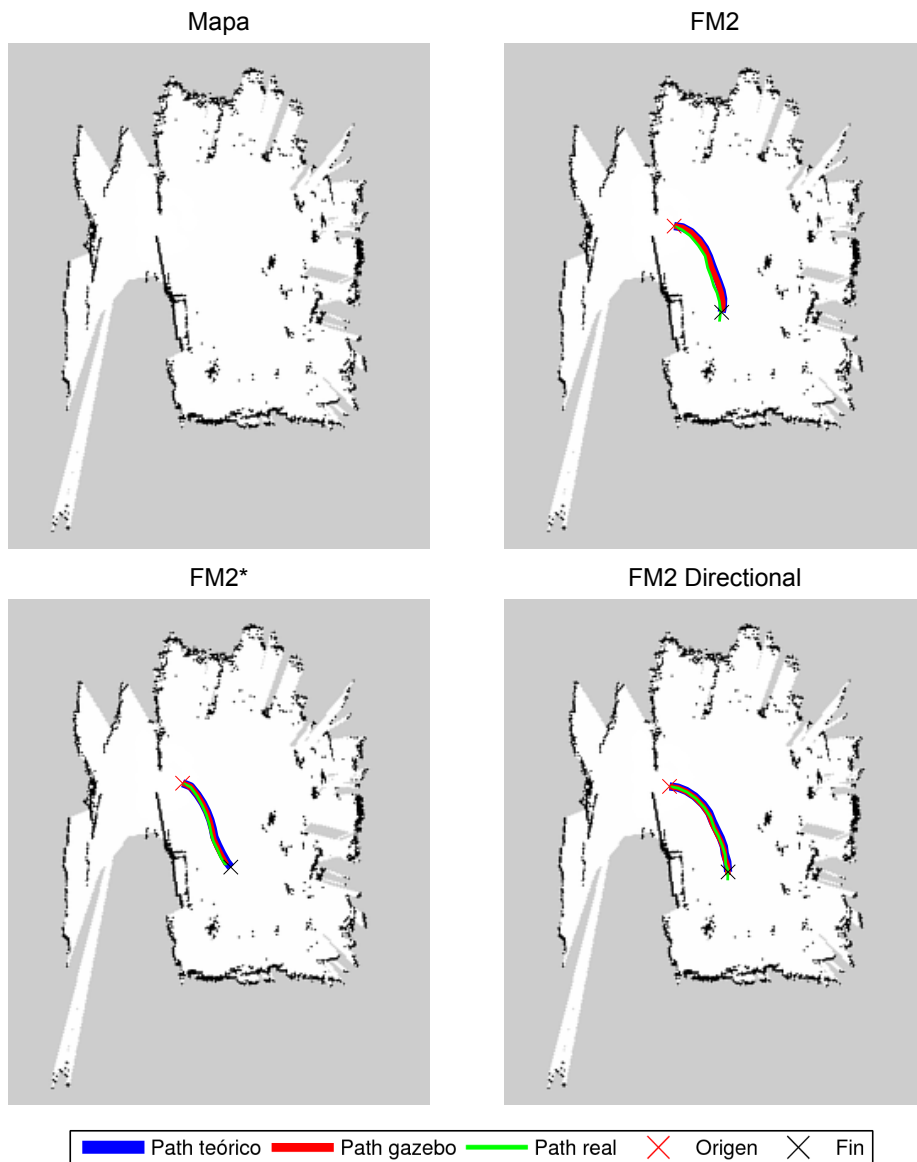 Mapa
FM2
FM2*
FM2 Directional
Path teórico Path gazebo Path real Origen Fin